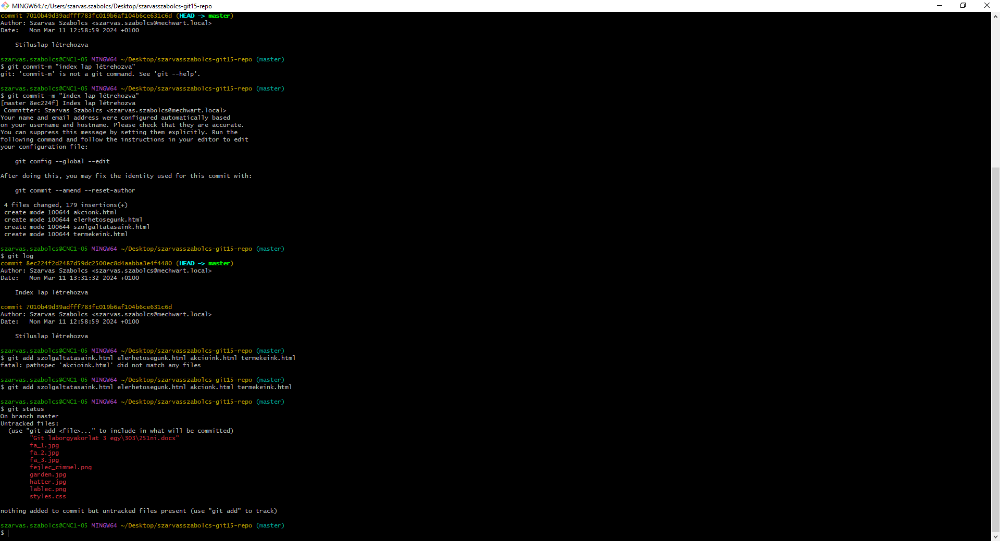 MINGW64:/c/Users/szarvas.szabolcs/Desktop/szarvasszabolcs-git15-repo
commit 7010b49d39adfff783fc019b6af104b6ce631c6d (HEAD -> master)
Author: Szarvas Szabolcs <szarvas.szabolcs@mechwart.local>
Date:   Mon Mar 11 12:58:59 2024 +0100
    Stíluslap létrehozva
szarvas.szabolcs@CNC1-05 MINGW64 ~/Desktop/szarvasszabolcs-git15-repo (master)
$ git conmit-m "index lap létrehozva"
git: 'conmit-m' is not a git command. See 'git --help'.
szarvas.szabolcs@CNC1-05 MINGW64 ~/Desktop/szarvasszabolcs-git15-repo (master)
$ git commit -m "Index lap létrehozva"
[master 8ec224f] Index lap létrehozva
 Committer: Szarvas Szabolcs <szarvas.szabolcs@mechwart.local>
Your name and email address were configured automatically based
on your username and hostname. Please check that they are accurate.
You can suppress this message by setting them explicitly. Run the
following command and follow the instructions in your editor to edit
your configuration file:
    git config --global --edit
After doing this, you may fix the identity used for this commit with:
    git commit --amend --reset-author
 4 files changed, 179 insertions(+)
 create mode 100644 akcionk.html
 create mode 100644 elerhetosegunk.html
 create mode 100644 szolgaltatasaink.html
 create mode 100644 termekeink.html
szarvas.szabolcs@CNC1-05 MINGW64 ~/Desktop/szarvasszabolcs-git15-repo (master)
$ git log
commit 8ec224f2d2487d59dc2500ec8d4aabba3e4f4480 (HEAD -> master)
Author: Szarvas Szabolcs <szarvas.szabolcs@mechwart.local>
Date:   Mon Mar 11 13:31:32 2024 +0100
    Index lap létrehozva
commit 7010b49d39adfff783fc019b6af104b6ce631c6d
Author: Szarvas Szabolcs <szarvas.szabolcs@mechwart.local>
Date:   Mon Mar 11 12:58:59 2024 +0100
    Stíluslap létrehozva
szarvas.szabolcs@CNC1-05 MINGW64 ~/Desktop/szarvasszabolcs-git15-repo (master)
$ git add szolgaltatasaink.html elerhetosegunk.html akcioink.html termekeink.html
fatal: pathspec 'akcioink.html' did not match any files
szarvas.szabolcs@CNC1-05 MINGW64 ~/Desktop/szarvasszabolcs-git15-repo (master)
$ git add szolgaltatasaink.html elerhetosegunk.html akcionk.html termekeink.html
szarvas.szabolcs@CNC1-05 MINGW64 ~/Desktop/szarvasszabolcs-git15-repo (master)
$ git status
On branch master
Untracked files:
  (use "git add <file>..." to include in what will be committed)
        "Git laborgyakorlat 3 egy\303\251ni.docx"
        fa_1.jpg
        fa_2.jpg
        fa_3.jpg
        fejlec_cimmel.png
        garden.jpg
        hatter.jpg
        lablec.png
        styles.css
nothing added to commit but untracked files present (use "git add" to track)
szarvas.szabolcs@CNC1-05 MINGW64 ~/Desktop/szarvasszabolcs-git15-repo (master)
$